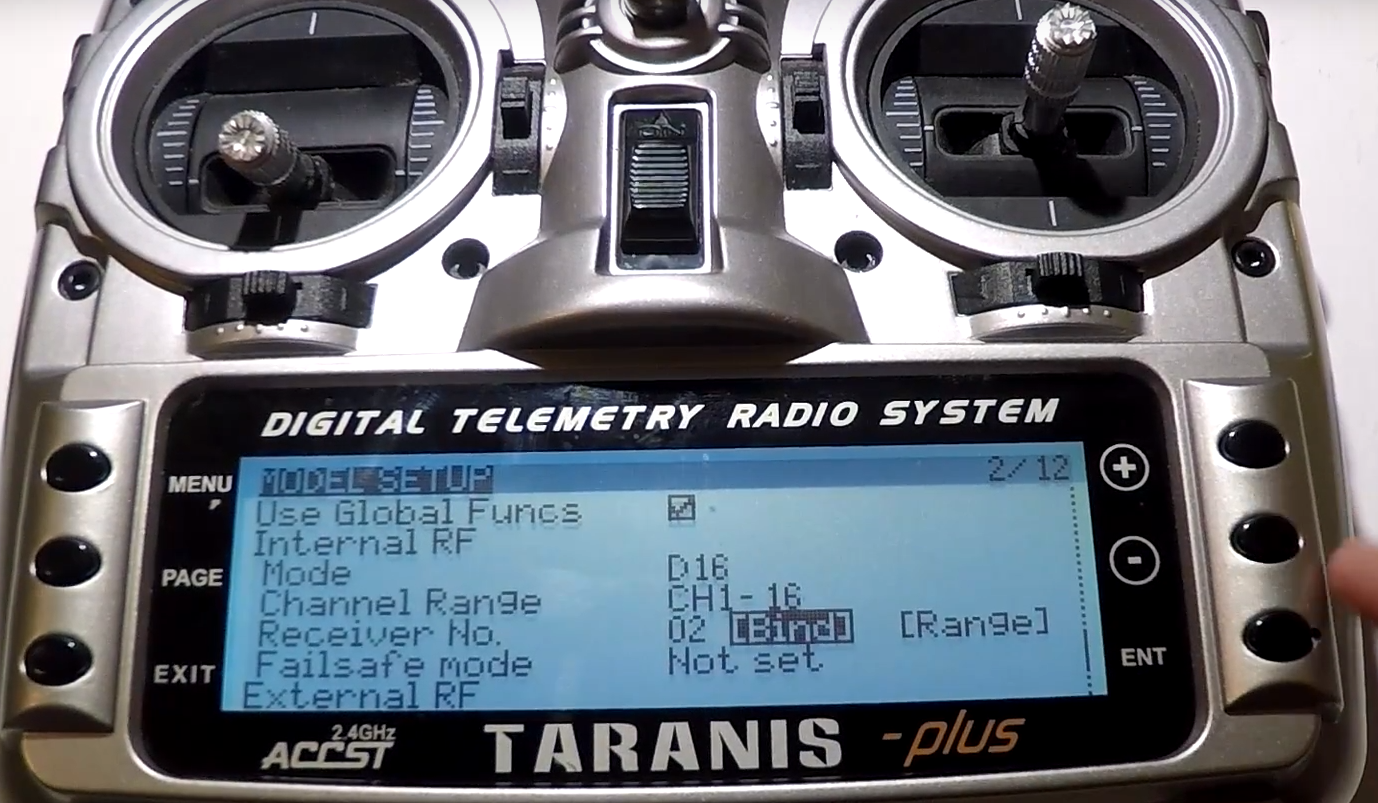 DIGITAL TELEMETRY RADIO SYSTEM
MENU
PAGE
EXIT
MODEL SETUP 2/12
Use Global Funcs
Internal RF
Mode D16
Channel Range CH1-16
Receiver No. 02 [Bind] [Range]
Failsafe mode Not set
External RF
+
-
ENT
2.4GHz
ACCST
TARANIS -plus